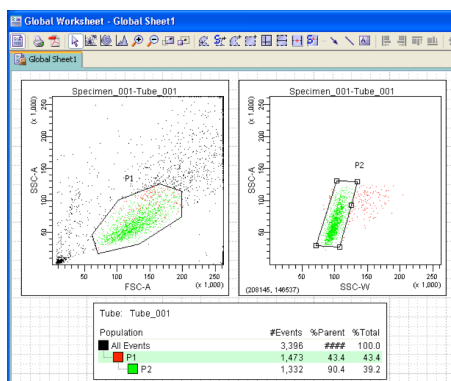 Global Worksheet - Global Sheet1
Global Sheet1
Specimen_001-Tube_001
SSC-A
(x 1,000)
50 100 150 200 250
P1
50 100 150 200 250
FSC-A
(x 1,000)
Specimen_001-Tube_001
SSC-A
(x 1,000)
50 100 150 200 250
P2
50 100 150 200 250
(208145, 146537)
SSC-W
(x 1,000)
Tube: Tube_001
Population #Events %Parent %Total
All Events 3,396 #### 100.0
P1 1,473 43.4 43.4
P2 1,332 90.4 39.2